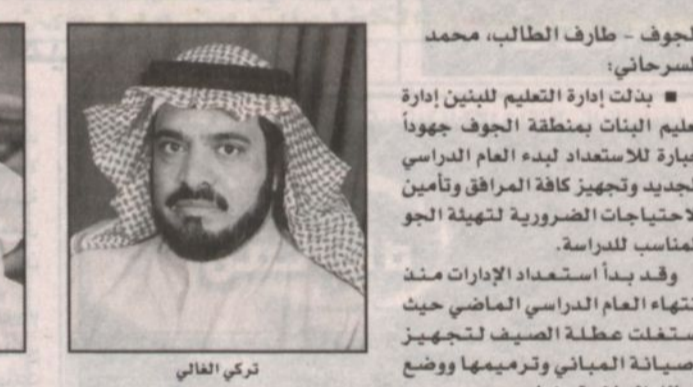 لجوف - طارف الطالب، محمد
لسرحاني:
■ بذلت إدارة التعليم للبنين إدارة
عليم البنات بمنطقة الجوف جهوداً
جبارة للاستعداد لبدء العام الدراسي
لجديد وتجهيز كافة المرافق وتأمين
لاحتياجات الضرورية لتهيئة الجو
لمناسب للدراسة.
وقد بدأ استعداد الإدارات منذ
نتهاء العام الدراسي الماضي حيث
ستغلت عطلة الصيف لتجهيز
صيانة المباني وترميمها ووضع
تركي الغالي